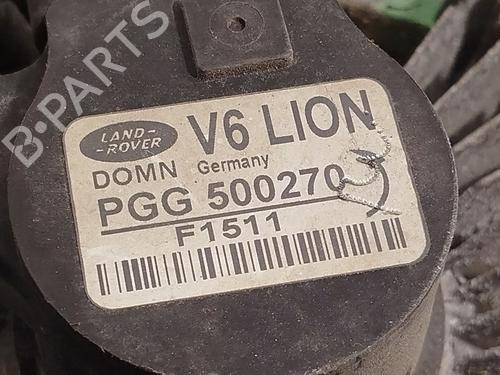 B-PARTS
LAND-
-ROVER
V6 LION
DOMN Germany
PGG 500270
F1511